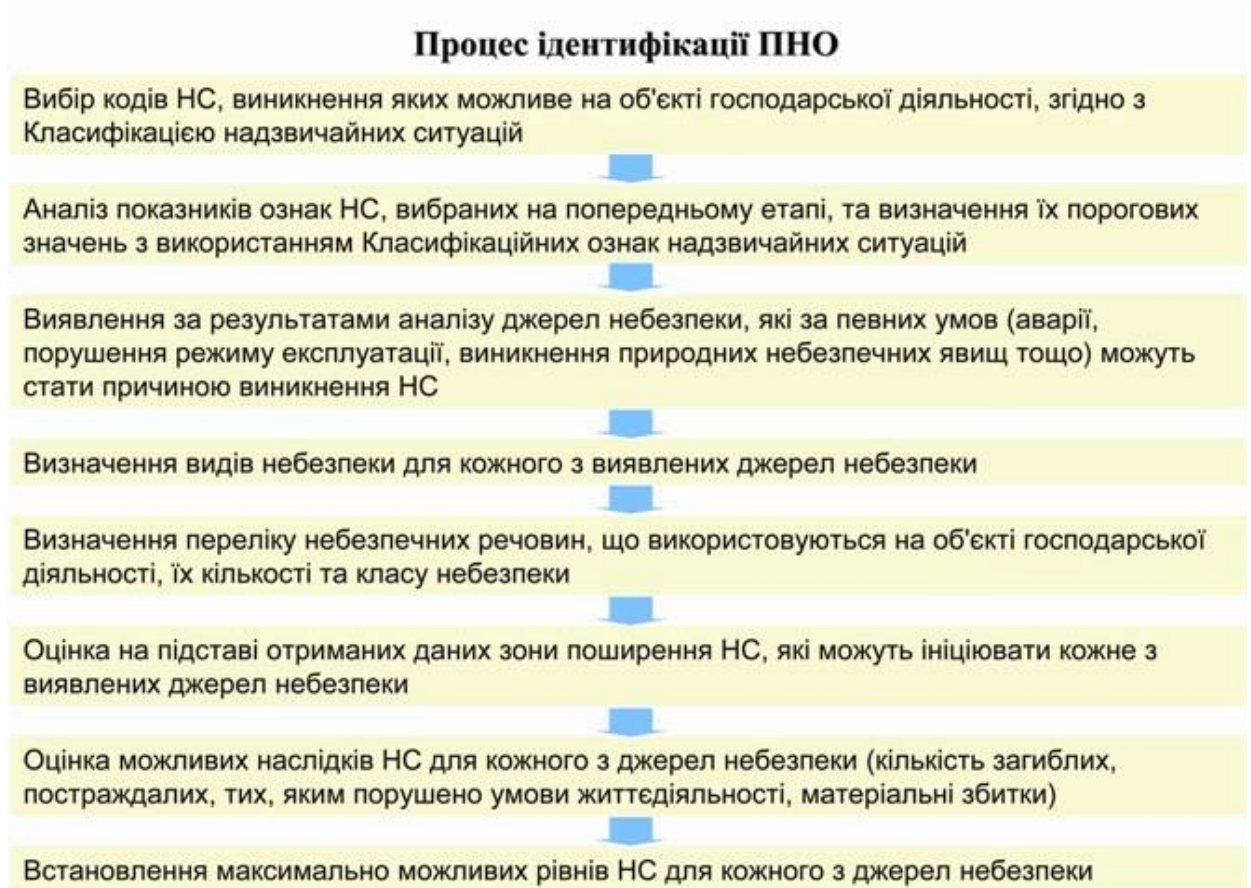 Процес ідентифікації ПНО
Вибір кодів НС, виникнення яких можливе на об'єкті господарської діяльності, згідно з
Класифікацією надзвичайних ситуацій
Аналіз показників ознак НС, вибраних на попередньому етапі, та визначення їх порогових
значень з використанням Класифікаційних ознак надзвичайних ситуацій
Виявлення за результатами аналізу джерел небезпеки, які за певних умов (аварії,
порушення режиму експлуатації, виникнення природних небезпечних явищ тощо) можуть
стати причиною виникнення НС
Визначення видів небезпеки для кожного з виявлених джерел небезпеки
Визначення переліку небезпечних речовин, що використовуються на об'єкті господарської
діяльності, їх кількості та класу небезпеки
Оцінка на підставі отриманих даних зони поширення НС, які можуть ініціювати кожне з
виявлених джерел небезпеки
Оцінка можливих наслідків НС для кожного з джерел небезпеки (кількість загиблих,
постраждалих, тих, яким порушено умови життєдіяльності, матеріальні збитки)
Встановлення максимально можливих рівнів НС для кожного з джерел небезпеки